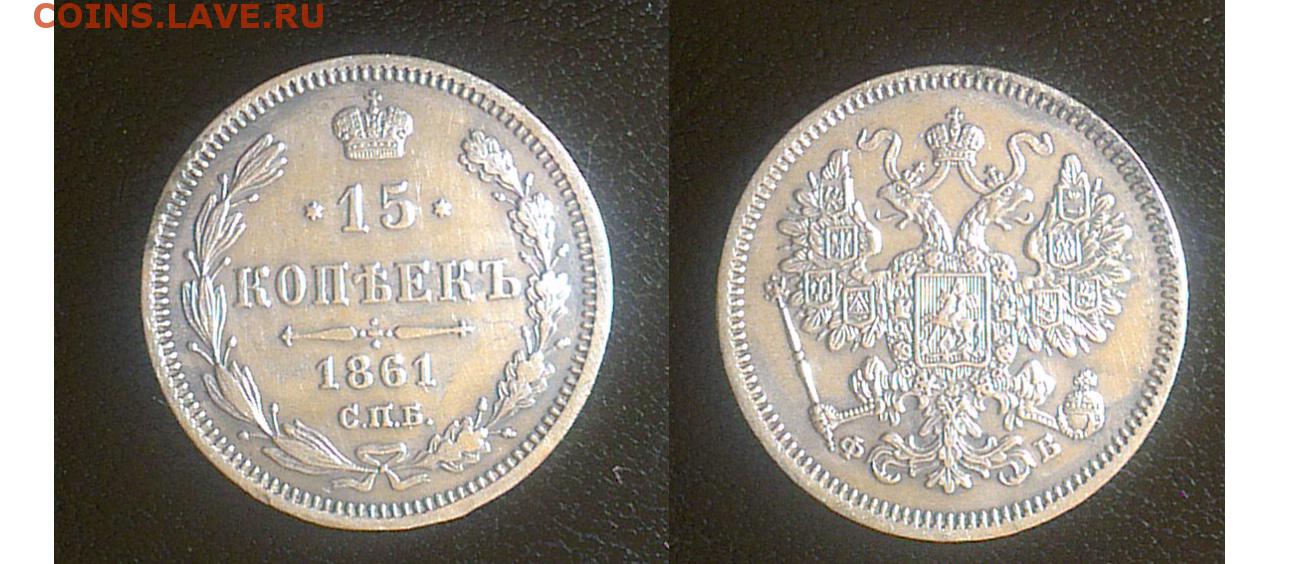 COINS.LAVE.RU
15
КОПѢЕКЪ
1861
С.П.Б.
Ф Б